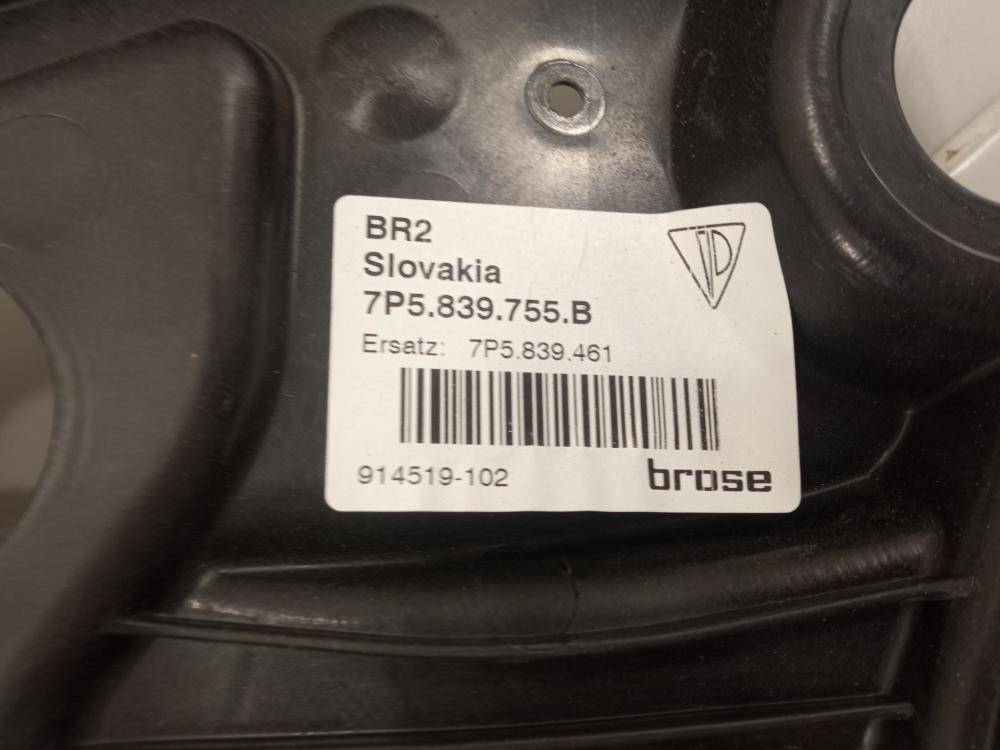 BR2
Slovakia
7P5.839.755.B
Ersatz: 7P5.839.461
914519-102
brose